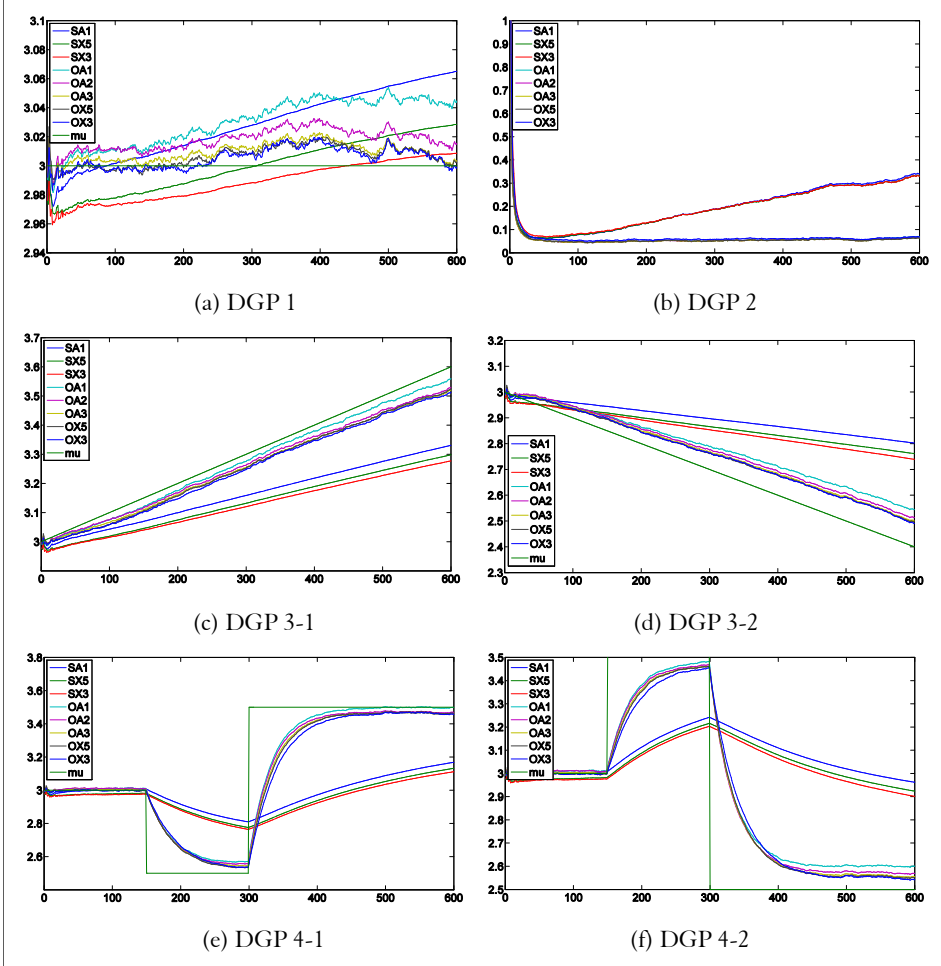 3.1
3.08
3.06
3.04
3.02
3
2.98
2.96
2.94
0 100 200 300 400 500 600
SA1
SX5
SX3
OA1
OA2
OA3
OX5
OX3
mu
(a) DGP 1
1
0.9
0.8
0.7
0.6
0.5
0.4
0.3
0.2
0.1
0
0 100 200 300 400 500 600
SA1
SX5
SX3
OA1
OA2
OA3
OX5
OX3
(b) DGP 2
3.7
3.6
3.5
3.4
3.3
3.2
3.1
3
2.9
0 100 200 300 400 500 600
SA1
SX5
SX3
OA1
OA2
OA3
OX5
OX3
mu
(c) DGP 3-1
3.2
3.1
3
2.9
2.8
2.7
2.6
2.5
2.4
2.3
0 100 200 300 400 500 600
SA1
SX5
SX3
OA1
OA2
OA3
OX5
OX3
mu
(d) DGP 3-2
3.8
3.6
3.4
3.2
3
2.8
2.6
0 100 200 300 400 500 600
SA1
SX5
SX3
OA1
OA2
OA3
OX5
OX3
mu
(e) DGP 4-1
3.5
3.4
3.3
3.2
3.1
3
2.9
2.8
2.7
2.6
2.5
0 100 200 300 400 500 600
SA1
SX5
SX3
OA1
OA2
OA3
OX5
OX3
mu
(f) DGP 4-2